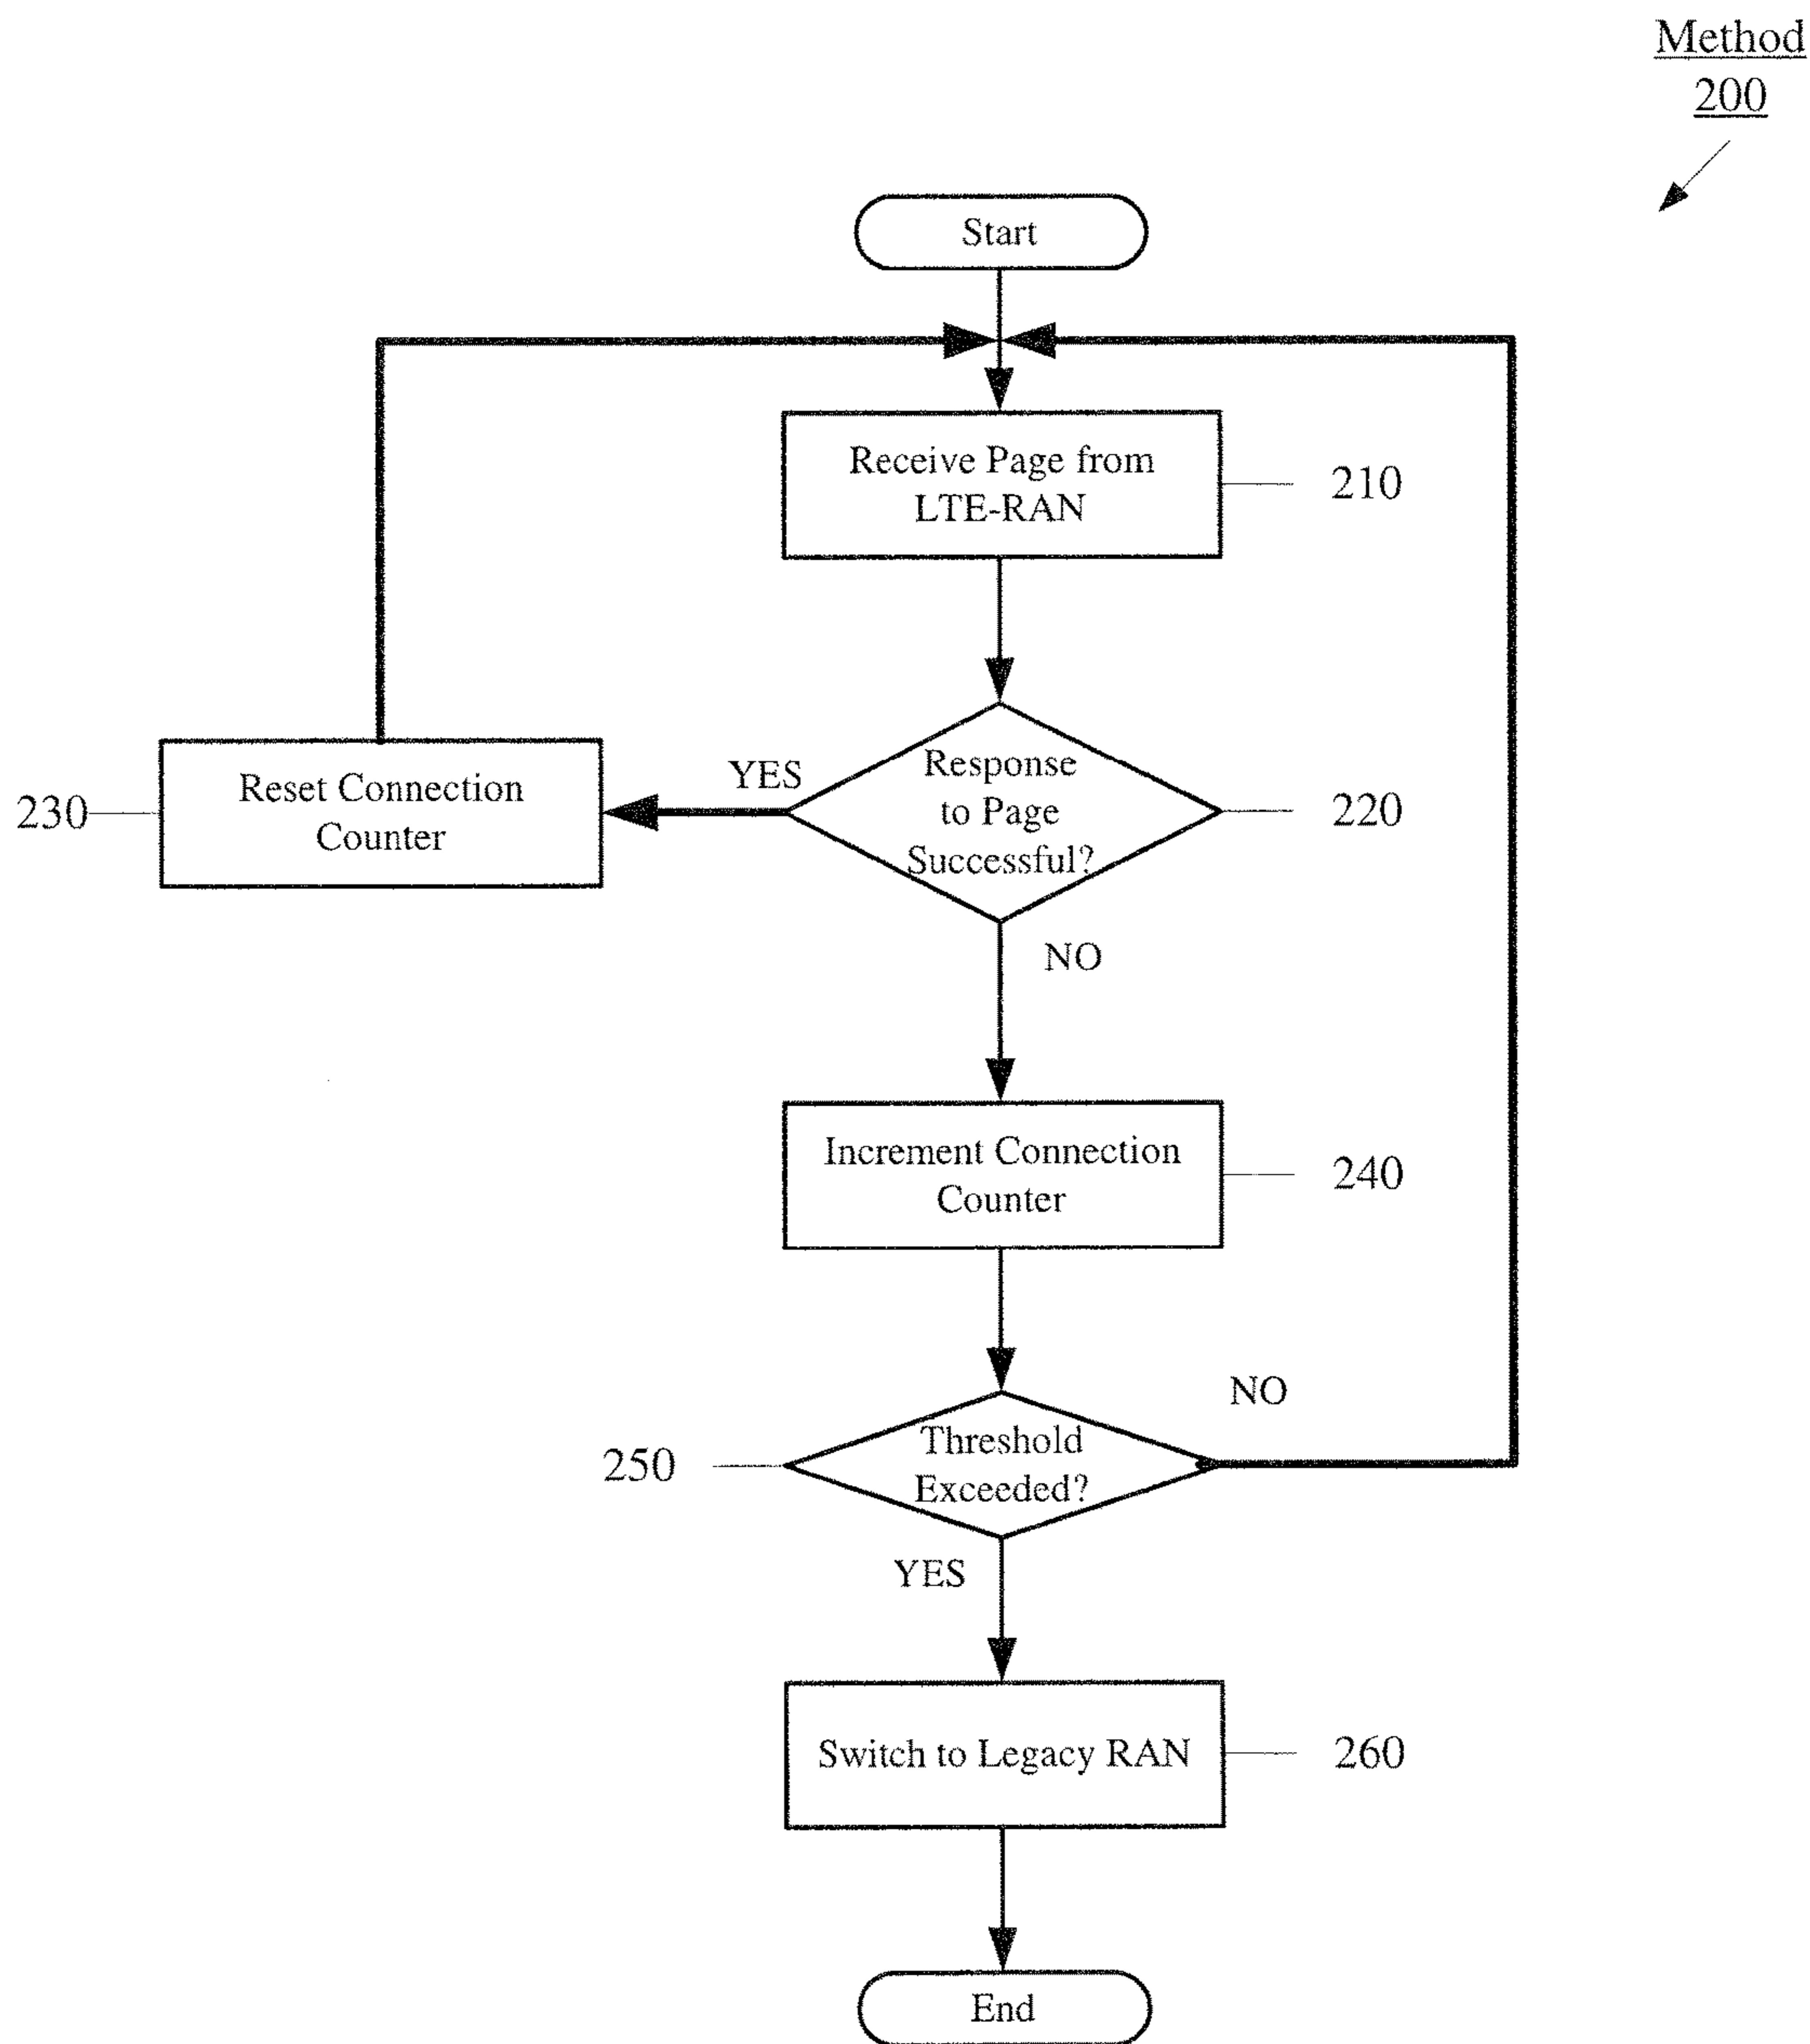 Method
200
Start
Receive Page from
LTE-RAN
210
Response
to Page
Successful?
220
YES
Reset Connection
Counter
230
NO
Increment Connection
Counter
240
Threshold
Exceeded?
250
NO
YES
Switch to Legacy RAN
260
End